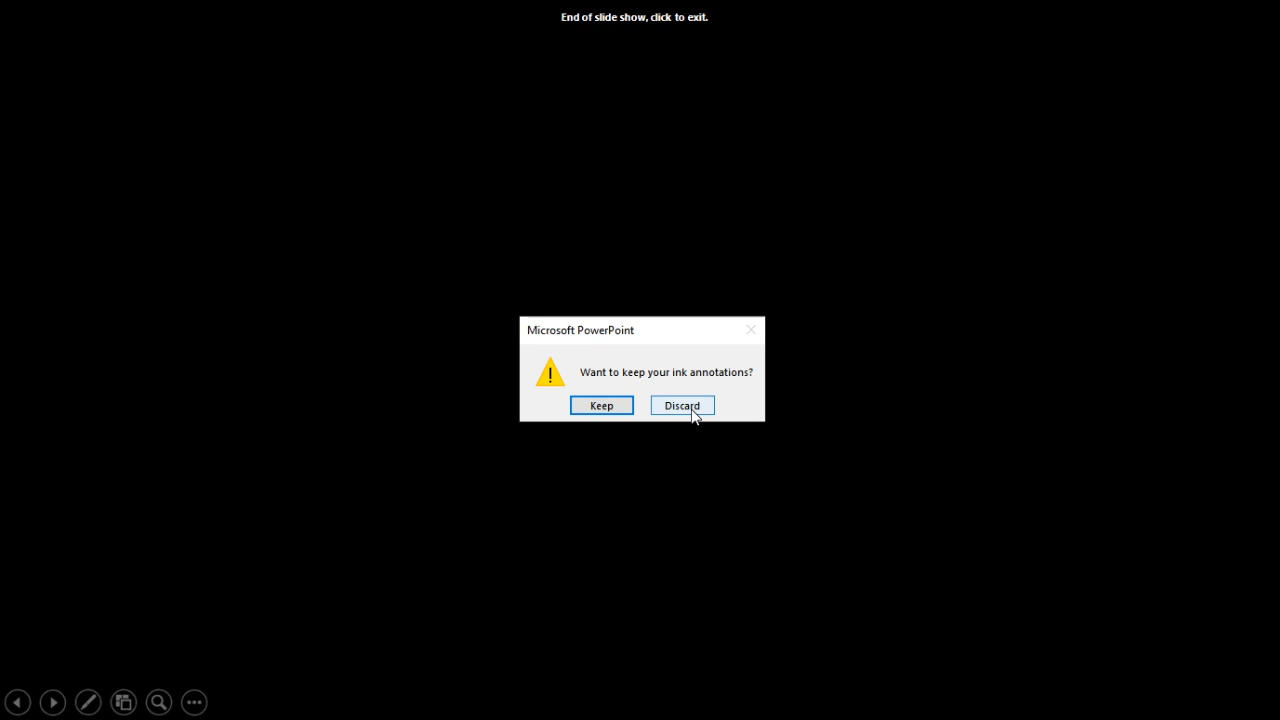 End of slide show, click to exit.
Microsoft PowerPoint
Want to keep your ink annotations?
Keep
Discard